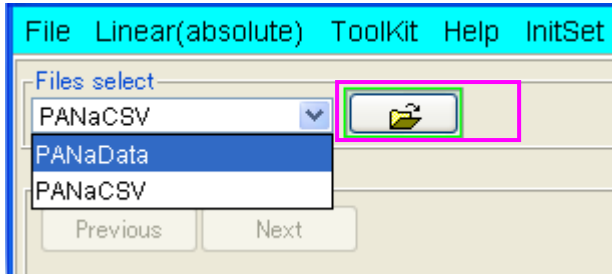 File Linear(absolute) ToolKit Help InitSet
Files select
PANaCSV
PANaData
PANaCSV
Previous Next